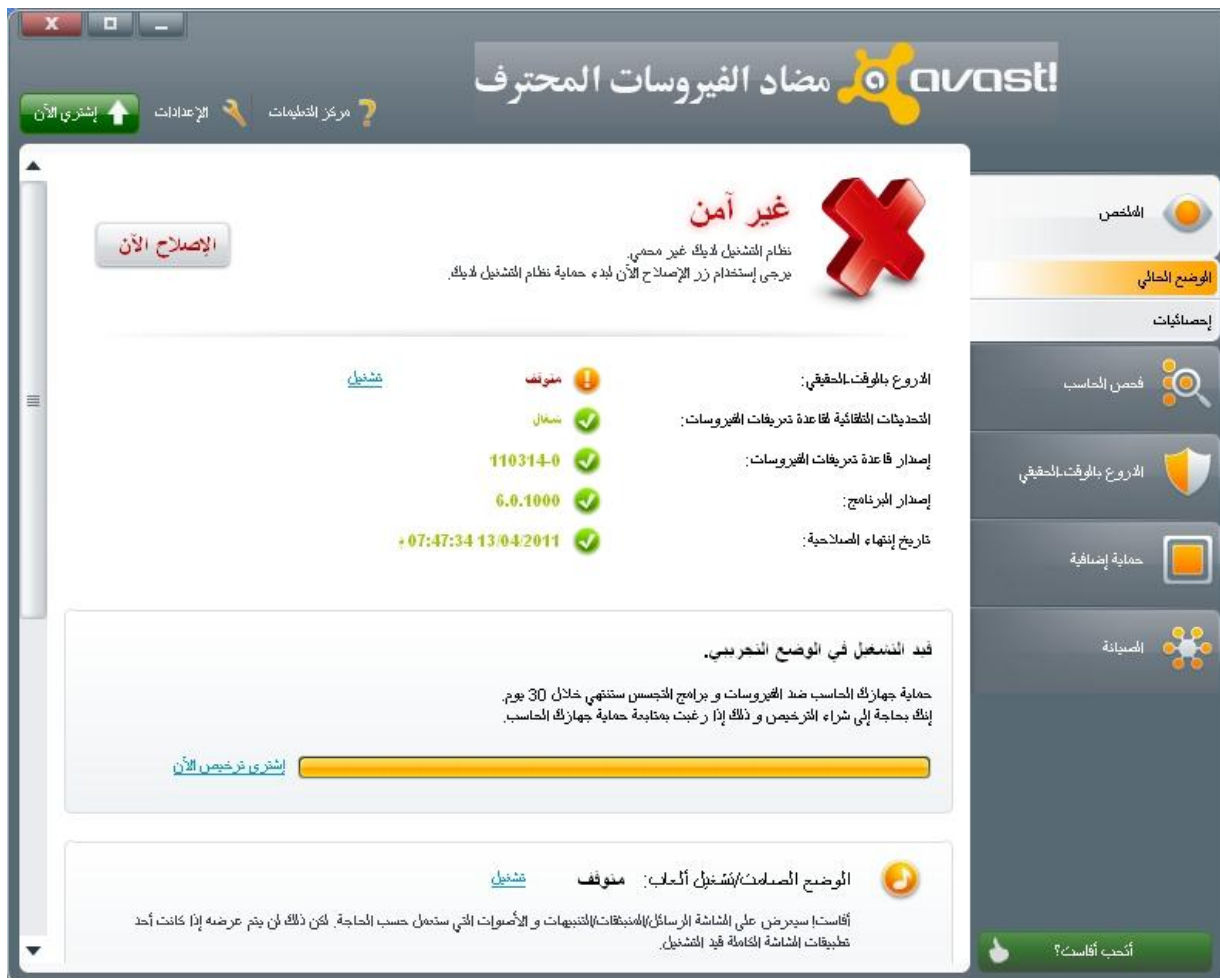 avast! مضاد الفيروسات المحترف
مركز التعليمات
الإعدادات
إشتري الآن
الملخص
الوضع الحالي
إحصائيات
فحص الحاسب
الدروع بالوقت الحقيقي
حماية إضافية
الصيانة
أتحب أفاست؟
غير آمن
نظام التشغيل لديك غير محمي.
يرجى إستخدام زر الإصلاح الآن لبدء حماية نظام التشغيل لديك.
الإصلاح الآن
الدروع بالوقت الحقيقي: متوقف تشغيل
التحديثات التلقائية لقاعدة تعريفات الفيروسات: شغال
إصدار قاعدة تعريفات الفيروسات: 110314-0
إصدار البرنامج: 6.0.1000
تاريخ إنتهاء الصلاحية: 13/04/2011 07:47:34
قيد التشغيل في الوضع التجريبي.
حماية جهازك الحاسب ضد الفيروسات و برامج التجسس ستنتهي خلال 30 يوم.
إنك بحاجة إلى شراء الترخيص و ذلك إذا رغبت بمتابعة حماية جهازك الحاسب.
إشتري ترخيص الآن
الوضع الصامت/تشغيل ألعاب: متوقف تشغيل
أفاست! سيعرض على الشاشة الرسائل/المنبثقات/التنبيهات و الأصوات التي ستعمل حسب الحاجة. لكن ذلك لن يتم عرضه إذا كانت أحد
تطبيقات الشاشة الكاملة قيد التشغيل.